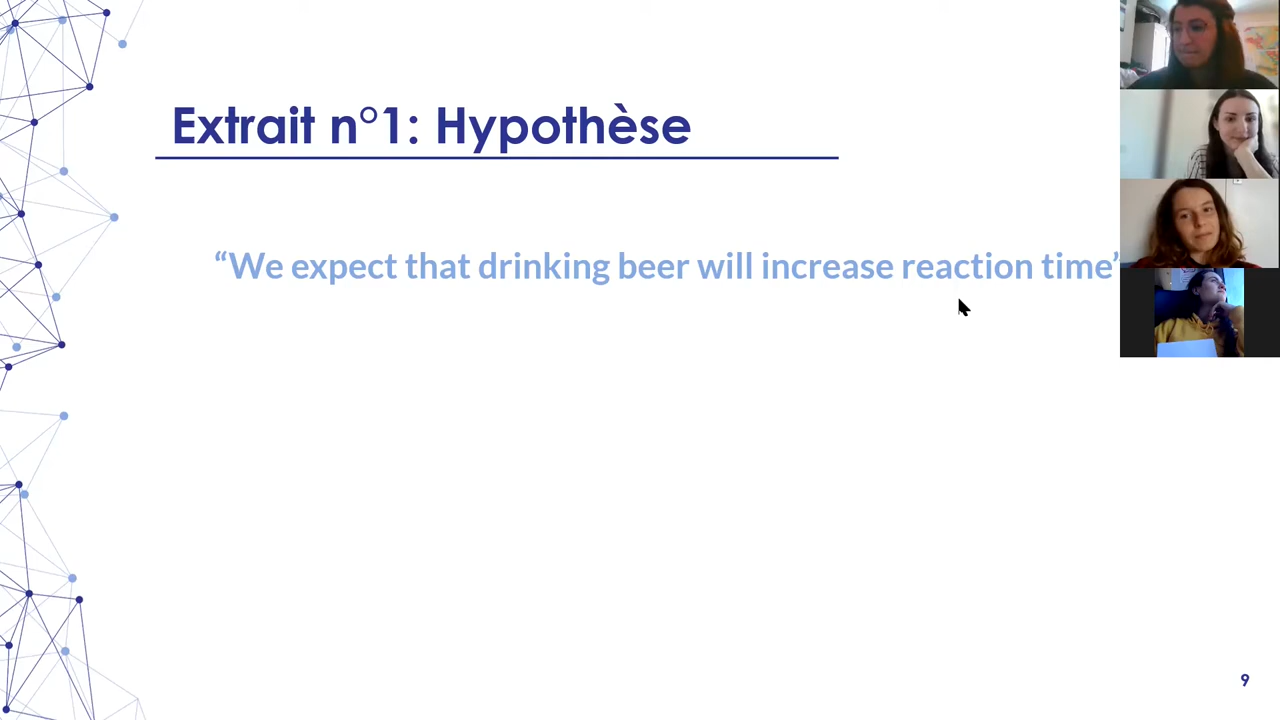 Extrait n°1: Hypothèse
“We expect that drinking beer will increase reaction time”
9